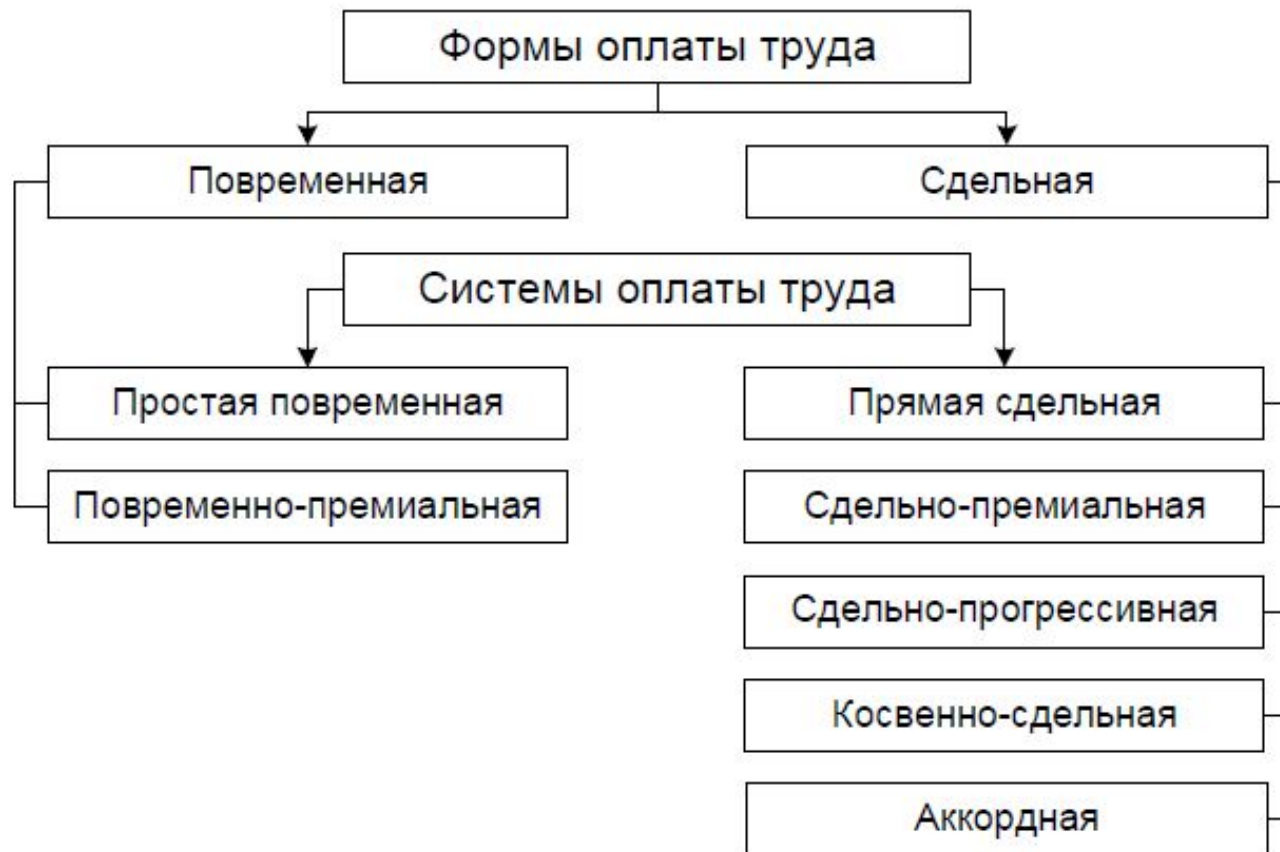 Формы оплаты труда
Повременная
Сдельная
Системы оплаты труда
Простая повременная
Прямая сдельная
Повременно-премиальная
Сдельно-премиальная
Сдельно-прогрессивная
Косвенно-сдельная
Аккордная